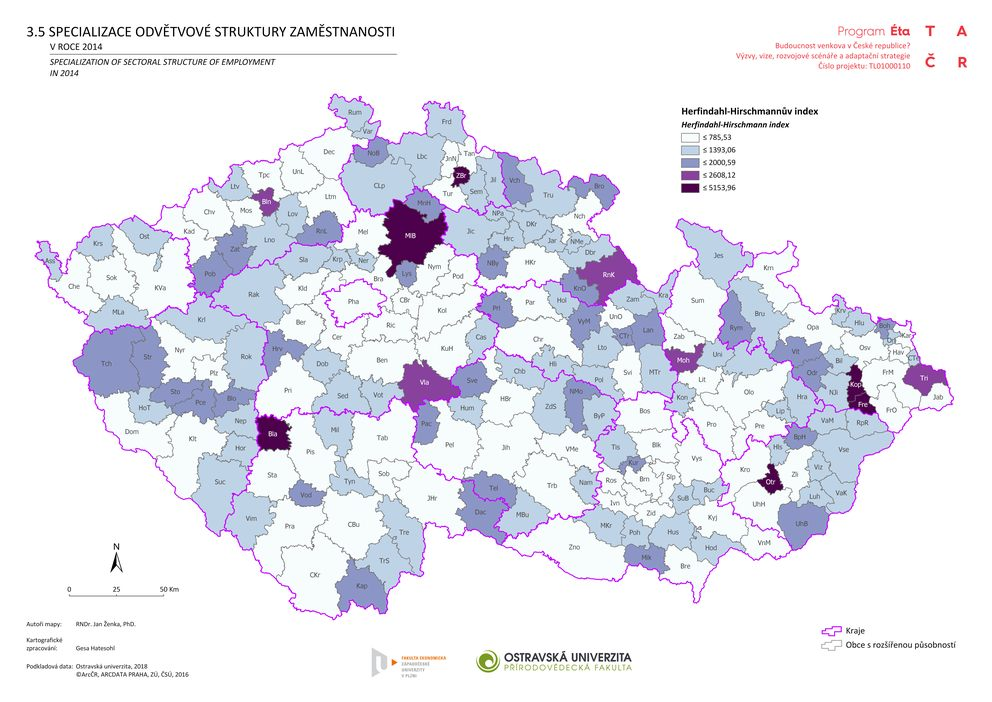 3.5 SPECIALIZACE ODVĚTVOVÉ STRUKTURY ZAMĚSTNANOSTI
V ROCE 2014
SPECIALIZATION OF SECTORAL STRUCTURE OF EMPLOYMENT
IN 2014
Program Éta
Budoucnost venkova v České republice?
Výzvy, vize, rozvojové scénáře a adaptační strategie
Číslo projektu: TL01000110
T A
Č R
Herfindahl-Hirschmannův index
Herfindahl-Hirschmann index
≤ 785,53
≤ 1393,06
≤ 2000,59
≤ 2608,12
≤ 5153,96
Rum
Var
Frd
Dec
NoB
Lbc
JnN
Tan
UnL
Tpc
CLp
ZBr
Jil
Vch
Ltv
Ltm
Tur
Sem
Tru
Bro
Bln
MnH
Chv
Mos
Lov
NPa
Nch
Kad
RnL
Mel
MlB
Jic
DKr
Krs
Ost
Lno
Hrc
Jar
NMe
Zat
Dbr
Ass
Sla
Krp
Ner
NBy
HKr
Jes
Sok
Pob
Lys
Nym
RnK
Krn
Che
KVa
Bra
Pod
KnO
Rak
Kld
Pha
CBr
Par
Hol
Zam
Kra
Sum
MLa
Krl
Kol
Prl
UnO
Bru
Ber
Ric
VyM
Rym
Opa
Krv
Hlu
Boh
Kar
Cer
Cas
Chr
CTr
Lan
Zab
Orl
Hav
Tch
Str
Nyr
Rok
Hrv
KuH
Lto
Moh
Uni
Vit
Bil
Osv
CTe
Plz
Dob
Ben
Chb
Hli
Svi
MTr
Odr
FrM
Tri
Sto
Pri
Vla
Sve
Pol
Lit
Kop
Pce
Blo
Sed
Vot
HBr
NMo
Kon
Olo
Hra
NJi
Fre
Jab
HoT
Hum
ZdS
ByP
Bos
Lip
FrO
Nep
Pac
Pro
Pre
VaM
RpR
Dom
Bla
Mil
BpH
Klt
Hor
Pis
Tab
Pel
Jih
VMe
Tis
Blk
Hls
Vse
Vys
Kur
Kro
Sta
Sob
Otr
Zli
Viz
Suc
Tyn
Tel
Trb
Nam
Ros
Brn
Slp
Vod
JHr
SuB
Buc
Luh
VaK
Ivn
UhH
Vim
Pra
CBu
Dac
MBu
Zid
MKr
Kyj
UhB
Tre
Poh
Hus
Zno
Hod
VnM
TrS
Mik
Bre
CKr
Kap
N
0 25 50 Km
Autoři mapy: RNDr. Jan Ženka, PhD.
Kartografické
zpracování: Gesa Hatesohl
Podkladová data: Ostravská univerzita, 2018
©ArcČR, ARCDATA PRAHA, ZÚ, ČSÚ, 2016
FAKULTA EKONOMICKÁ
ZÁPADOČESKÉ
UNIVERZITY
V PLZNI
OSTRAVSKÁ UNIVERZITA
PŘÍRODOVĚDECKÁ FAKULTA
Kraje
Obce s rozšířenou působností